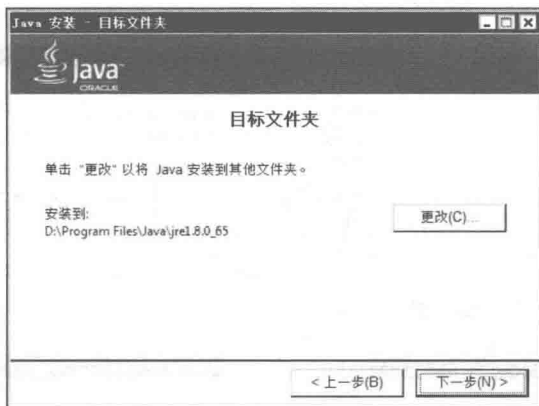 Java 安装 - 目标文件夹
Java
ORACLE
目标文件夹
单击 "更改" 以将 Java 安装到其他文件夹。
安装到:
更改(C)...
D:\Program Files\Java\jre1.8.0_65
< 上一步(B)
下一步(N) >